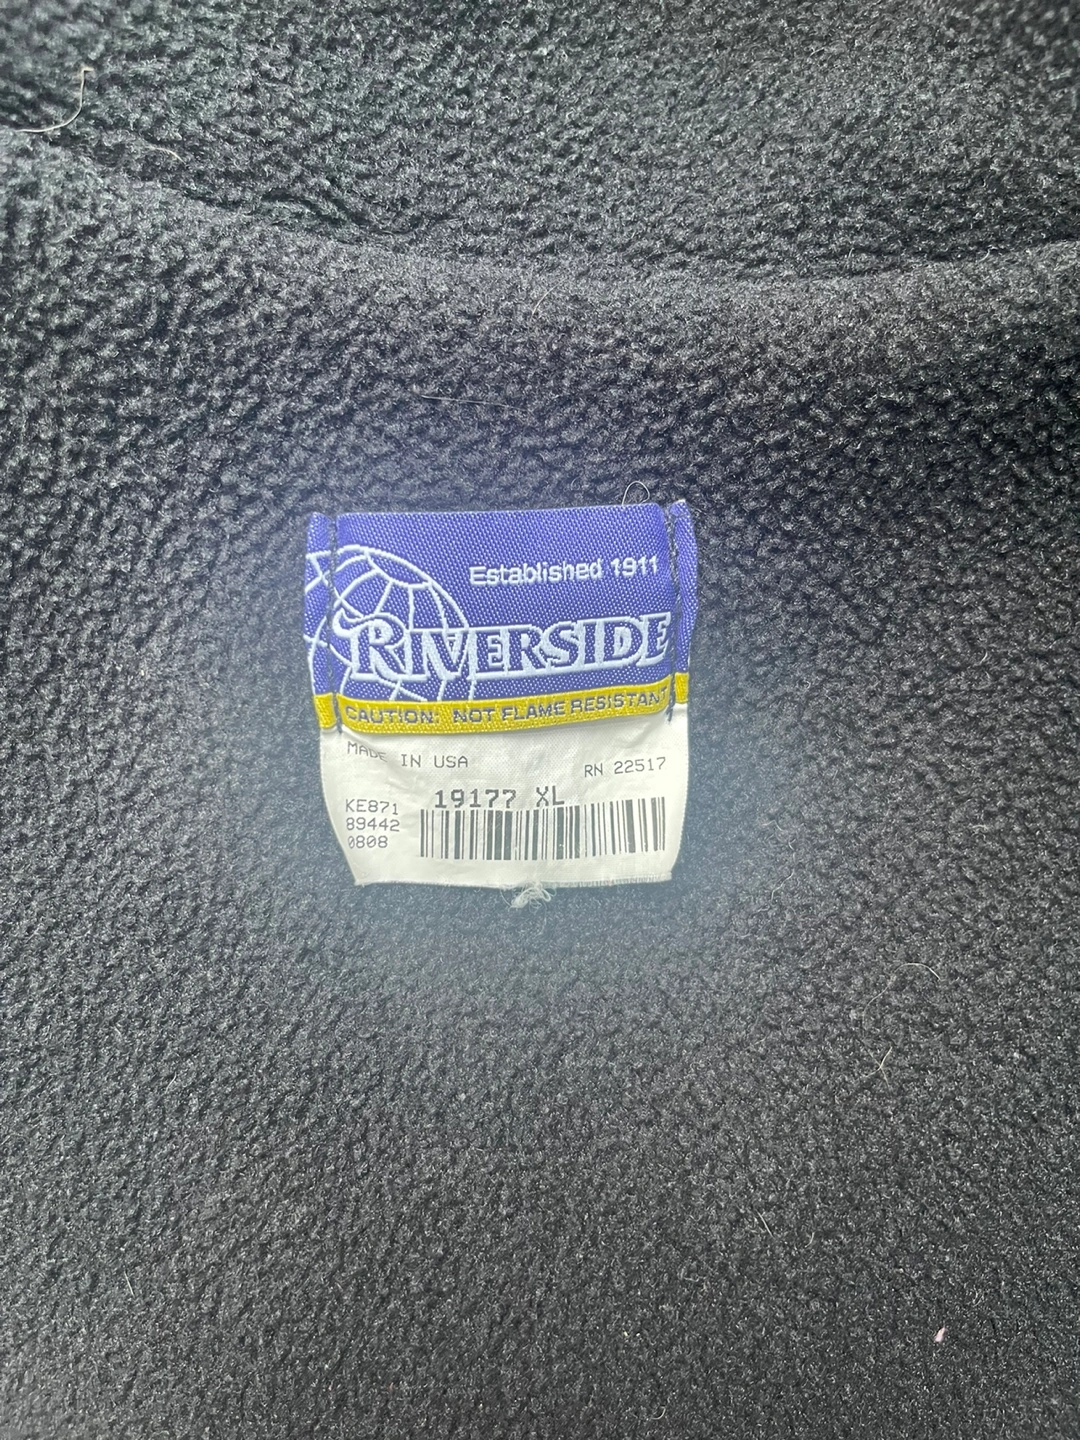 Established 1911
RIVERSIDE
CAUTION: NOT FLAME RESISTANT
MADE IN USA
RN 22517
19177 XL
KE871
89442
0808